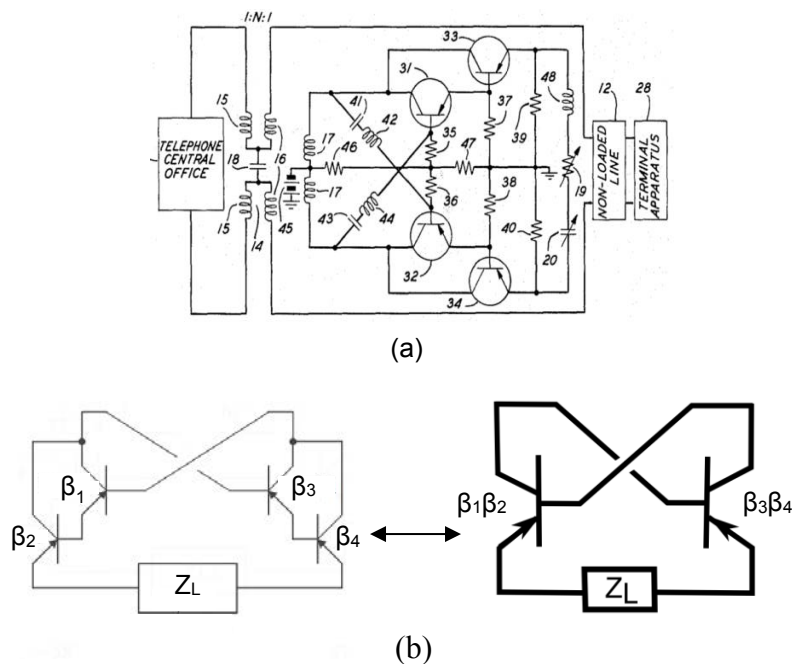 1:N:1
33
31
48
12
28
41
42
37
39
15
17
35
47
TELEPHONE
CENTRAL
OFFICE
18
16
46
NON-LOADED
LINE
TERMINAL
APPARATUS
19
17
36
38
15
14
45
43
44
40
20
32
34
(a)
β1
β3
β2
β4
ZL
β1β2
β3β4
ZL
(b)